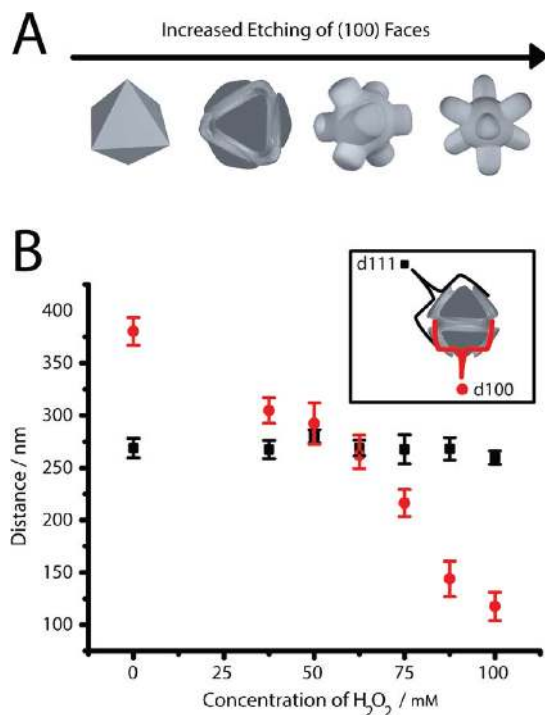 A
Increased Etching of (100) Faces
B
d111
d100
400
350
300
250
200
150
100
Distance / nm
0
25
50
75
100
Concentration of H₂O₂ / mM